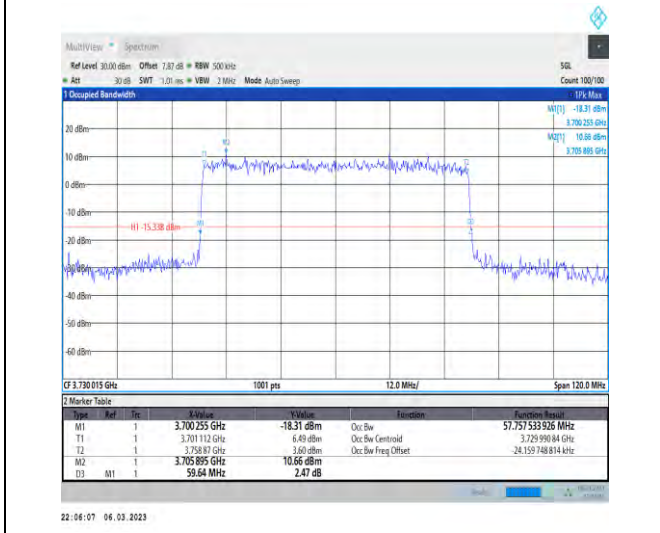 MultiView Spectrum
Ref Level 30.00 dBm Offset 7.87 dB RBW 500 kHz SGL
Att 30 dB SWT 1.01 ms VBW 2 MHz Mode Auto Sweep Count 100/100
1 Occupied Bandwidth 1Pk Max
M1[1] -18.31 dBm
3.700 255 GHz
20 dBm
M2[1] 10.66 dBm
3.705 895 GHz
M2
10 dBm
0 dBm
-10 dBm
H1 -15.338 dBm
-20 dBm
-40 dBm
-50 dBm
-60 dBm
CF 3.730 015 GHz 1001 pts 12.0 MHz/ Span 120.0 MHz
2 Marker Table
Type Ref Trc X-Value Y-Value Function Function Result
M1 1 3.700 255 GHz -18.31 dBm Occ Bw 57.757 533 926 MHz
T1 1 3.701 112 GHz 6.49 dBm Occ Bw Centroid 3.729 990 84 GHz
T2 1 3.758 87 GHz 3.60 dBm Occ Bw Freq Offset -24.159 748 814 kHz
M2 1 3.705 895 GHz 10.66 dBm
D3 M1 1 59.64 MHz 2.47 dB
22:06:07 06.03.2023